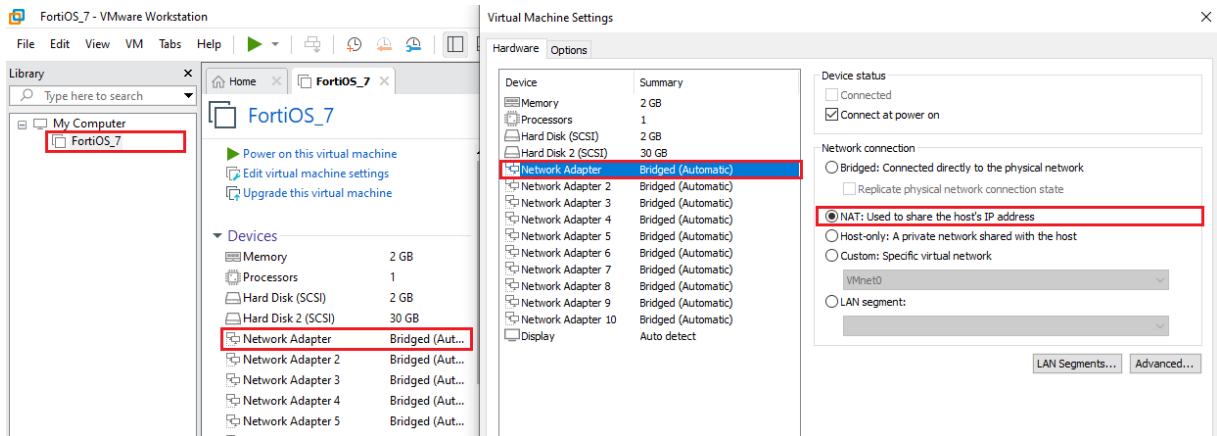 FortiOS_7 - VMware Workstation
File Edit View VM Tabs Help
Library
Type here to search
My Computer
FortiOS_7
Home
FortiOS_7
FortiOS_7
Power on this virtual machine
Edit virtual machine settings
Upgrade this virtual machine
Devices
Memory 2 GB
Processors 1
Hard Disk (SCSI) 2 GB
Hard Disk 2 (SCSI) 30 GB
Network Adapter Bridged (Aut...
Network Adapter 2 Bridged (Aut...
Network Adapter 3 Bridged (Aut...
Network Adapter 4 Bridged (Aut...
Network Adapter 5 Bridged (Aut...
Virtual Machine Settings
Hardware Options
Device Summary
Memory 2 GB
Processors 1
Hard Disk (SCSI) 2 GB
Hard Disk 2 (SCSI) 30 GB
Network Adapter Bridged (Automatic)
Network Adapter 2 Bridged (Automatic)
Network Adapter 3 Bridged (Automatic)
Network Adapter 4 Bridged (Automatic)
Network Adapter 5 Bridged (Automatic)
Network Adapter 6 Bridged (Automatic)
Network Adapter 7 Bridged (Automatic)
Network Adapter 8 Bridged (Automatic)
Network Adapter 9 Bridged (Automatic)
Network Adapter 10 Bridged (Automatic)
Display Auto detect
Device status
Connected
Connect at power on
Network connection
Bridged: Connected directly to the physical network
Replicate physical network connection state
NAT: Used to share the host's IP address
Host-only: A private network shared with the host
Custom: Specific virtual network
VMnet0
LAN segment:
LAN Segments... Advanced...